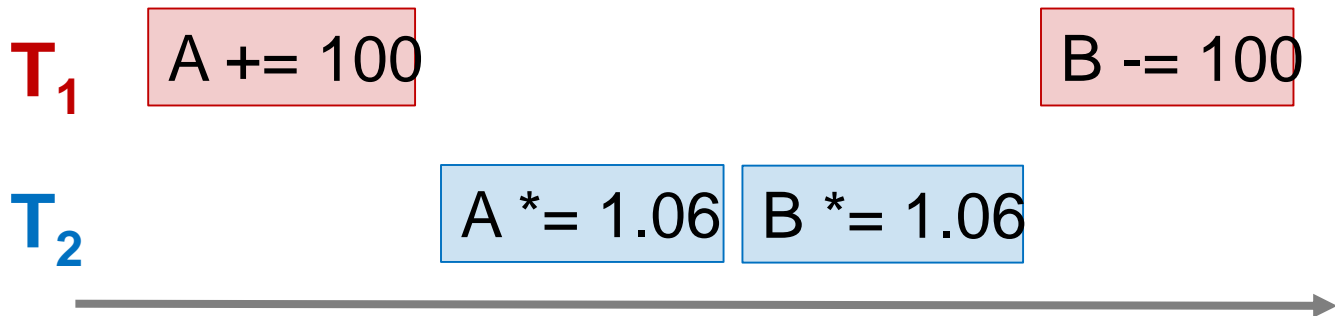 T₁ A += 100 B -= 100
T₂ A *= 1.06 B *= 1.06